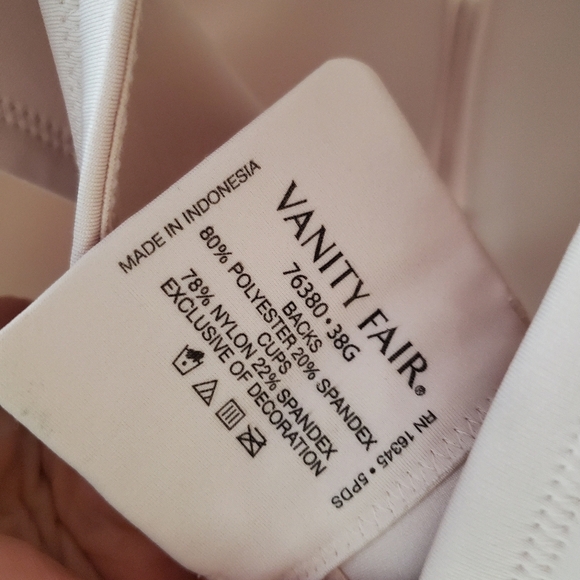 VANITY FAIR®
76380 • 38G
BACKS
80% POLYESTER 20% SPANDEX
CUPS
78% NYLON 22% SPANDEX
EXCLUSIVE OF DECORATION
MADE IN INDONESIA
RN 16345 • 5PDS